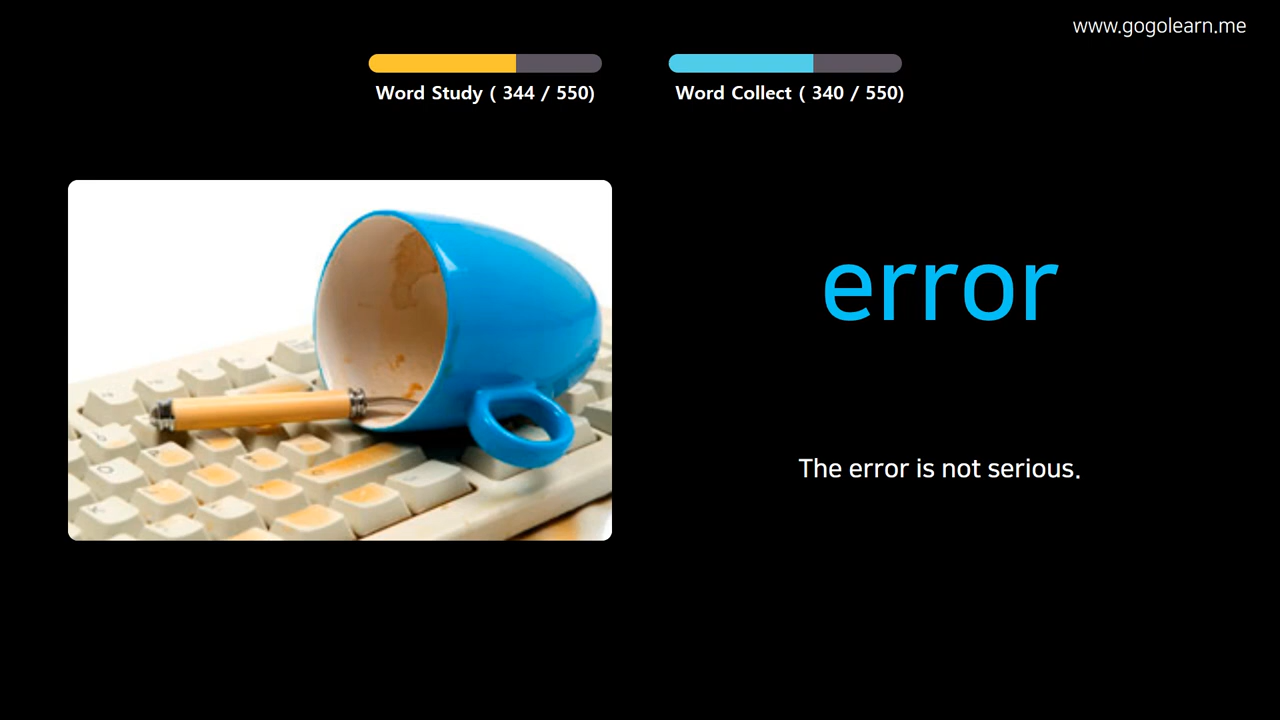 www.gogolearn.me
Word Study ( 344 / 550)
Word Collect ( 340 / 550)
error
The error is not serious.